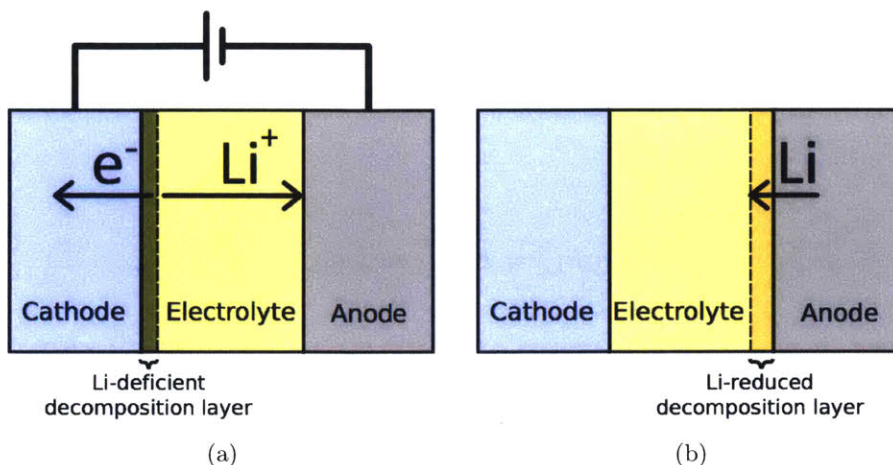 e⁻
Li⁺
Cathode
Electrolyte
Anode
Li-deficient
decomposition layer
(a)
Li
Cathode
Electrolyte
Anode
Li-reduced
decomposition layer
(b)